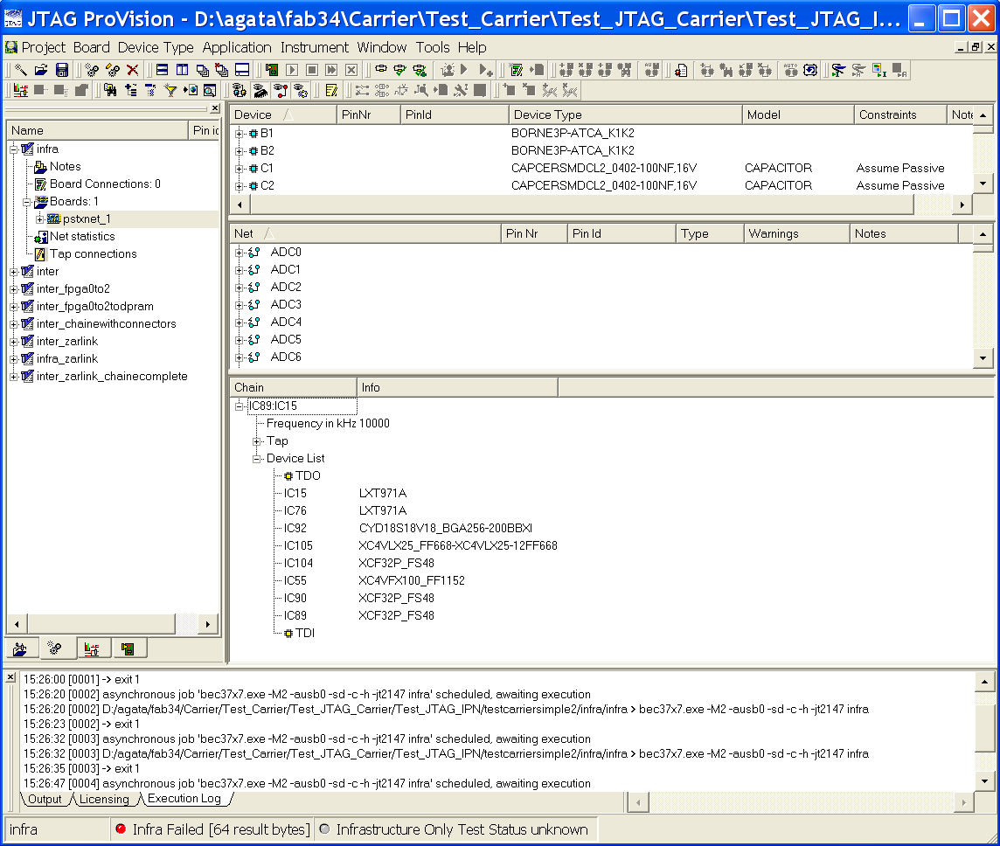 JTAG ProVision - D:\agata\fab34\Carrier\Test_Carrier\Test_JTAG_Carrier\Test_JTAG_I...
Project Board Device Type Application Instrument Window Tools Help
Name Pin ic
infra
Notes
Board Connections: 0
Boards: 1
pstxnet_1
Net statistics
Tap connections
inter
inter_fpga0to2
inter_fpga0to2todpram
inter_chainewithconnectors
inter_zarlink
infra_zarlink
inter_zarlink_chainecomplete
Device PinNr PinId Device Type Model Constraints Note
B1 BORNE3P-ATCA_K1K2
B2 BORNE3P-ATCA_K1K2
C1 CAPCERSMDCL2_0402-100NF,16V CAPACITOR Assume Passive
C2 CAPCERSMDCL2_0402-100NF,16V CAPACITOR Assume Passive
Net Pin Nr Pin Id Type Warnings Notes
ADC0
ADC1
ADC2
ADC3
ADC4
ADC5
ADC6
Chain Info
IC89:IC15
Frequency in kHz 10000
Tap
Device List
TDO
IC15 LXT971A
IC76 LXT971A
IC92 CYD18S18V18_BGA256-200BBXI
IC105 XC4VLX25_FF668-XC4VLX25-12FF668
IC104 XCF32P_FS48
IC55 XC4VFX100_FF1152
IC90 XCF32P_FS48
IC89 XCF32P_FS48
TDI
15:26:00 [0001] -> exit 1
15:26:20 [0002] asynchronous job 'bec37x7.exe -M2 -ausb0 -sd -c -h -jt2147 infra' scheduled, awaiting execution
15:26:20 [0002] D:/agata/fab34/Carrier/Test_Carrier/Test_JTAG_Carrier/Test_JTAG_IPN/testcarriersimple2/infra/infra > bec37x7.exe -M2 -ausb0 -sd -c -h -jt2147 infra
15:26:23 [0002] -> exit 1
15:26:32 [0003] asynchronous job 'bec37x7.exe -M2 -ausb0 -sd -c -h -jt2147 infra' scheduled, awaiting execution
15:26:32 [0003] D:/agata/fab34/Carrier/Test_Carrier/Test_JTAG_Carrier/Test_JTAG_IPN/testcarriersimple2/infra/infra > bec37x7.exe -M2 -ausb0 -sd -c -h -jt2147 infra
15:26:35 [0003] -> exit 1
15:26:47 [0004] asynchronous job 'bec37x7.exe -M2 -ausb0 -sd -c -h -jt2147 infra' scheduled, awaiting execution
Output Licensing Execution Log
infra Infra Failed [64 result bytes] Infrastructure Only Test Status unknown